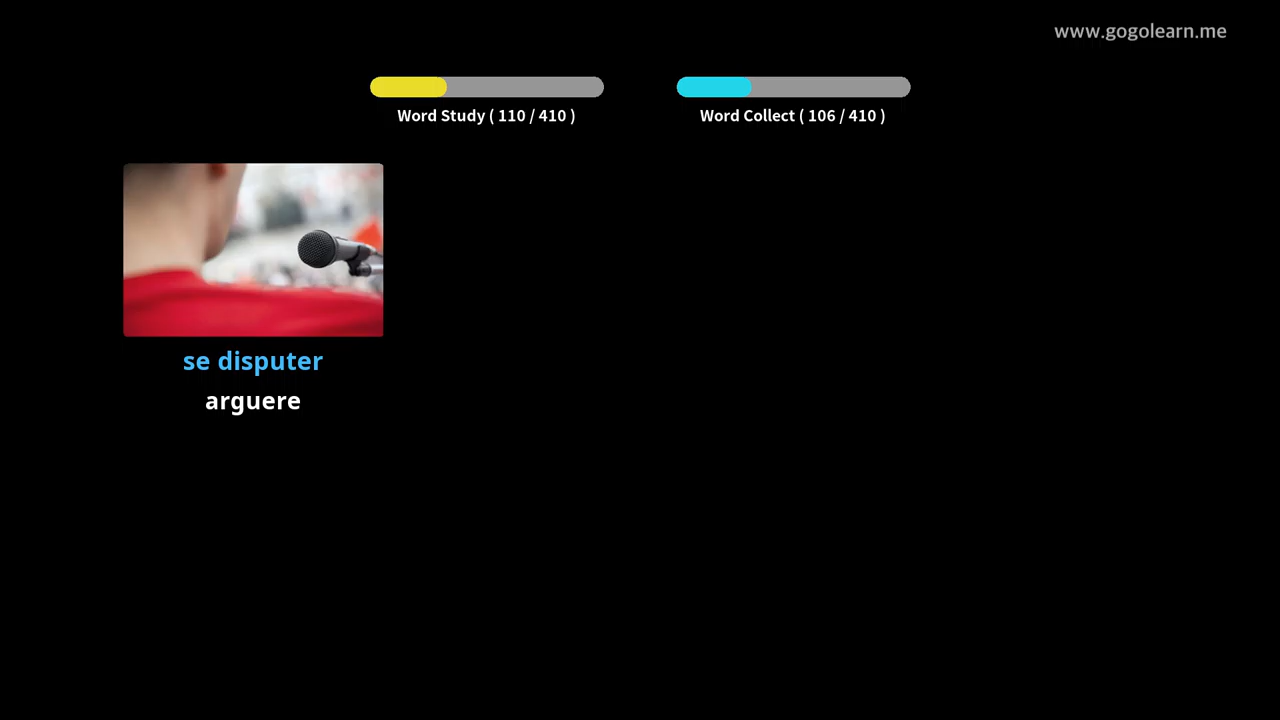 www.gogolearn.me
Word Study ( 110 / 410 )
Word Collect ( 106 / 410 )
se disputer
arguere